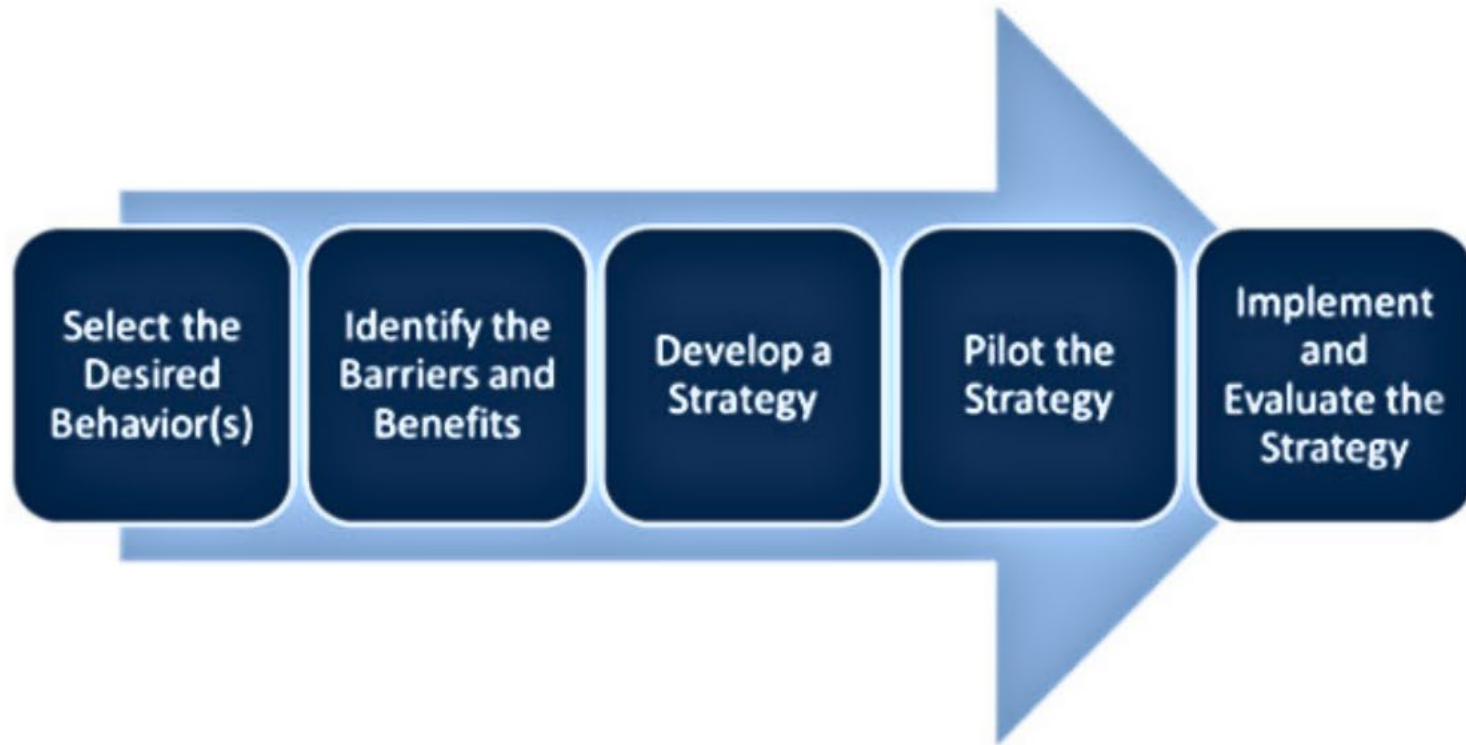 Select the
Desired
Behavior(s)
Identify the
Barriers and
Benefits
Develop a
Strategy
Pilot the
Strategy
Implement
and
Evaluate the
Strategy